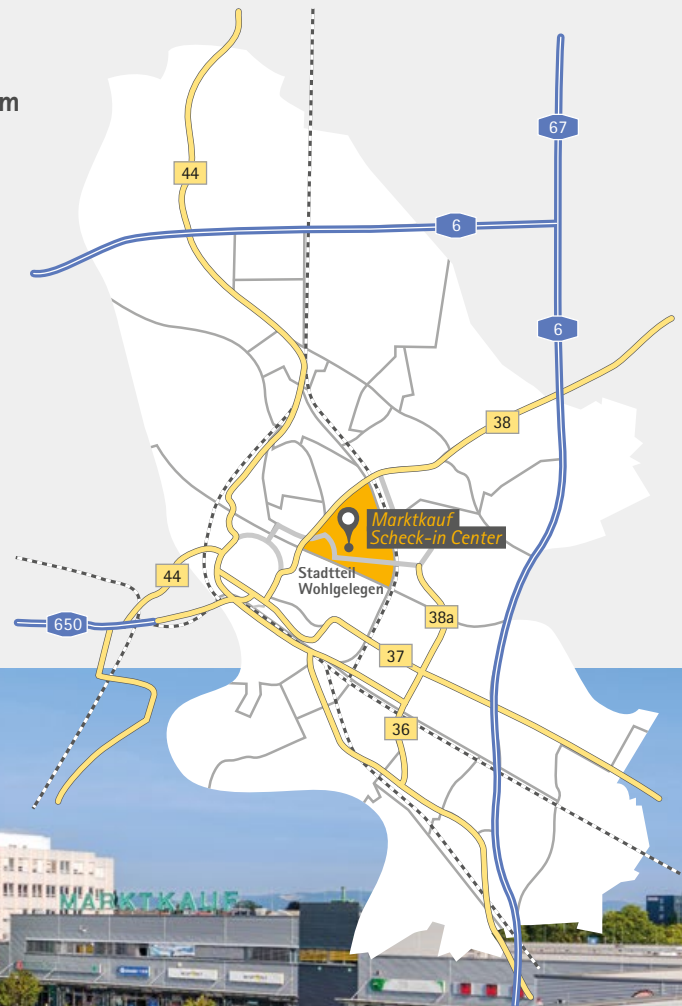 m
67
44
6
6
38
Marktkauf
Scheck-in Center
44
Stadtteil
Wohlgelegen
650
38a
37
36
MARKTKAUF